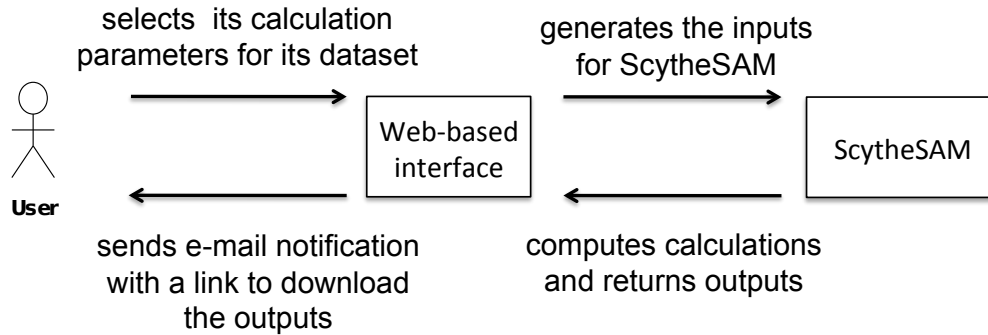 selects its calculation
parameters for its dataset
generates the inputs
for ScytheSAM
User
Web-based
interface
ScytheSAM
sends e-mail notification
with a link to download
the outputs
computes calculations
and returns outputs